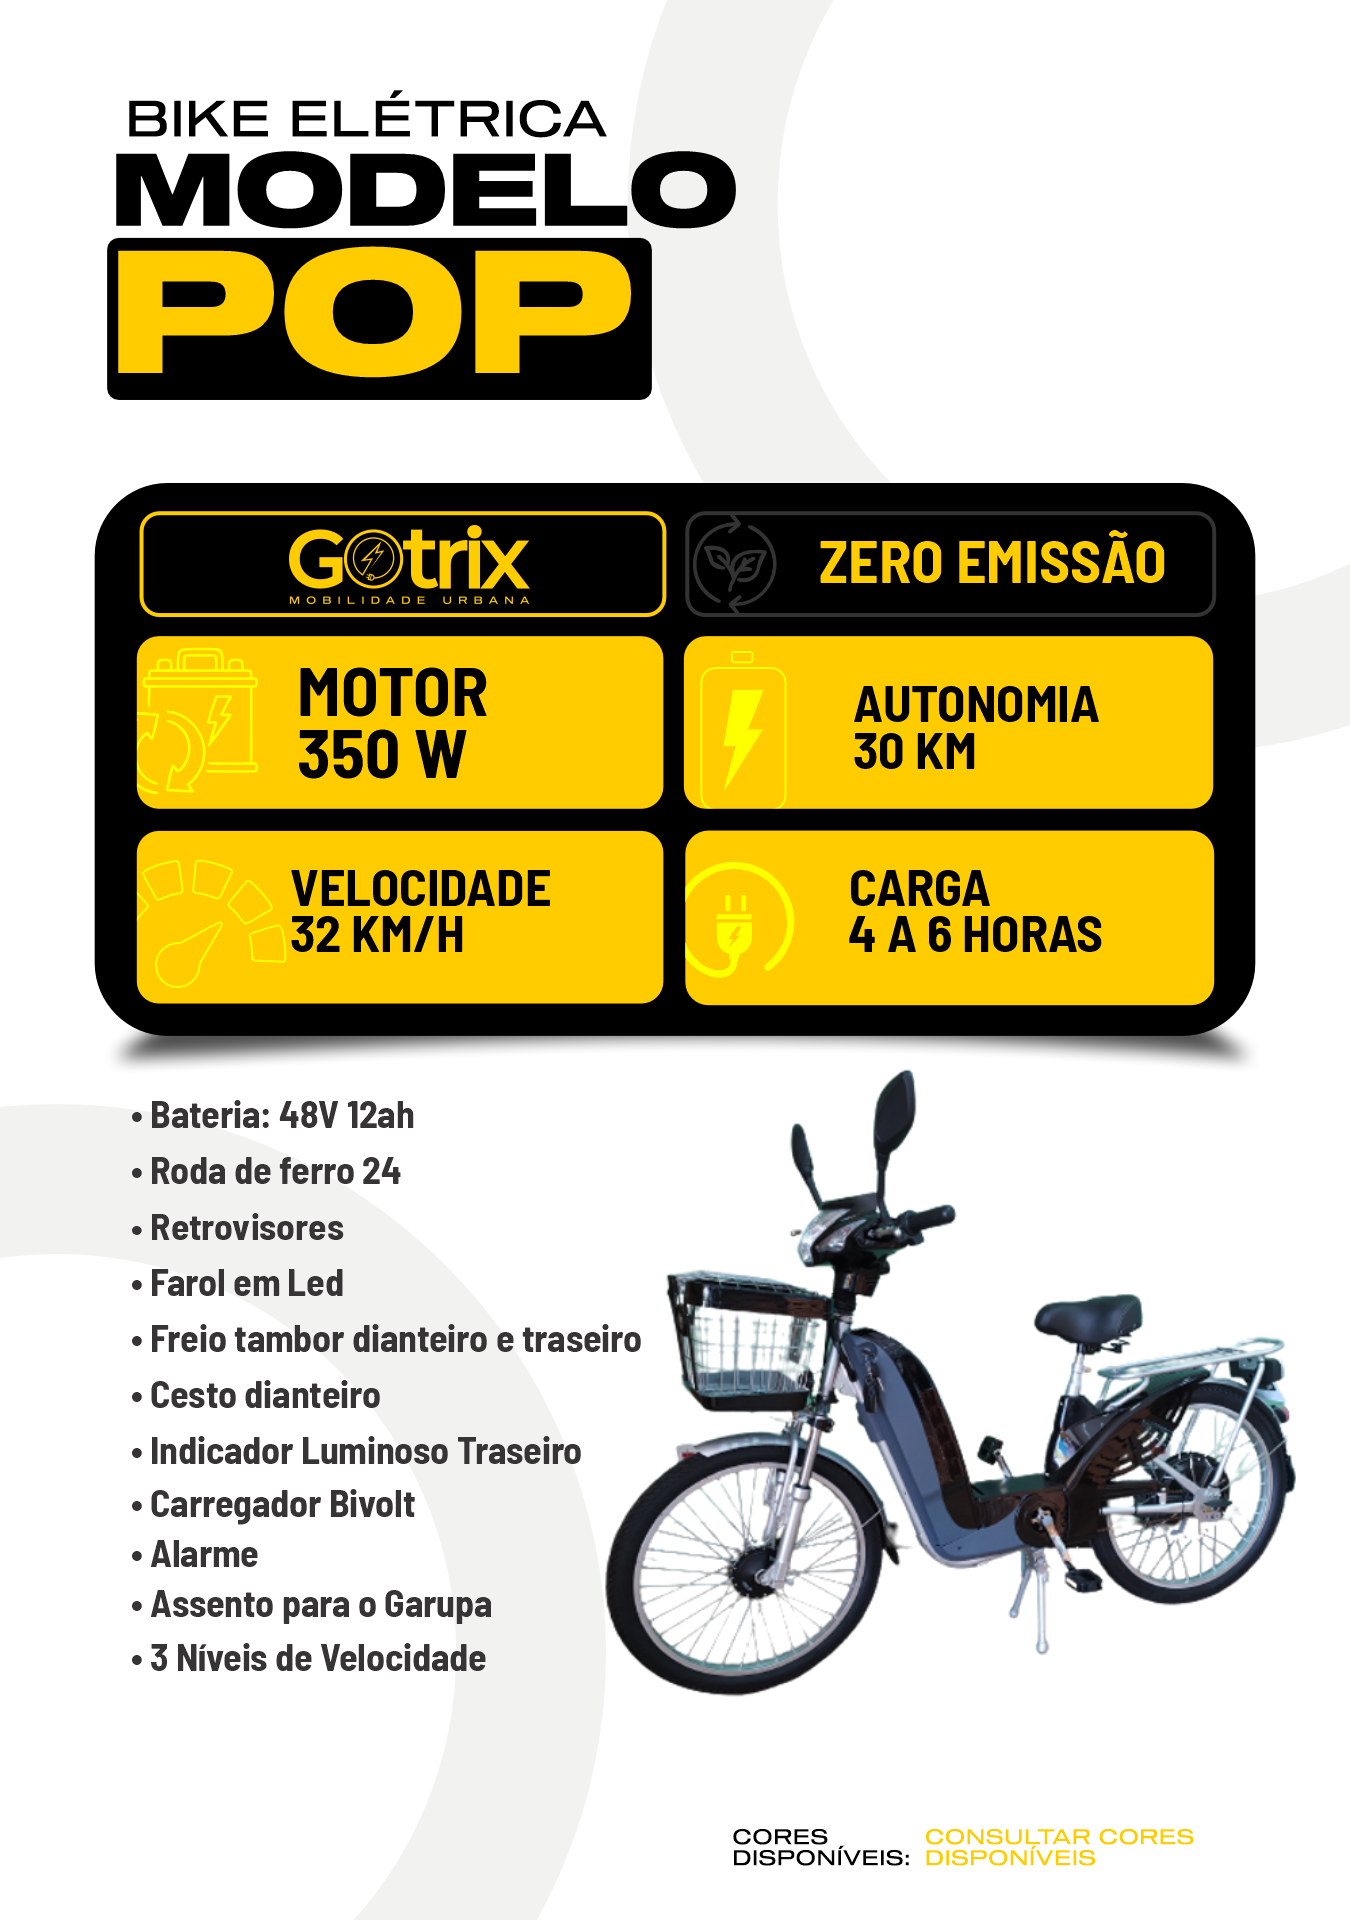 BIKE ELÉTRICA
MODELO
POP
Gotrix
MOBILIDADE URBANA
ZERO EMISSÃO
MOTOR
350 W
AUTONOMIA
30 KM
VELOCIDADE
32 KM/H
CARGA
4 A 6 HORAS
• Bateria: 48V 12ah
• Roda de ferro 24
• Retrovisores
• Farol em Led
• Freio tambor dianteiro e traseiro
• Cesto dianteiro
• Indicador Luminoso Traseiro
• Carregador Bivolt
• Alarme
• Assento para o Garupa
• 3 Níveis de Velocidade
CORES
DISPONÍVEIS:
CONSULTAR CORES
DISPONÍVEIS